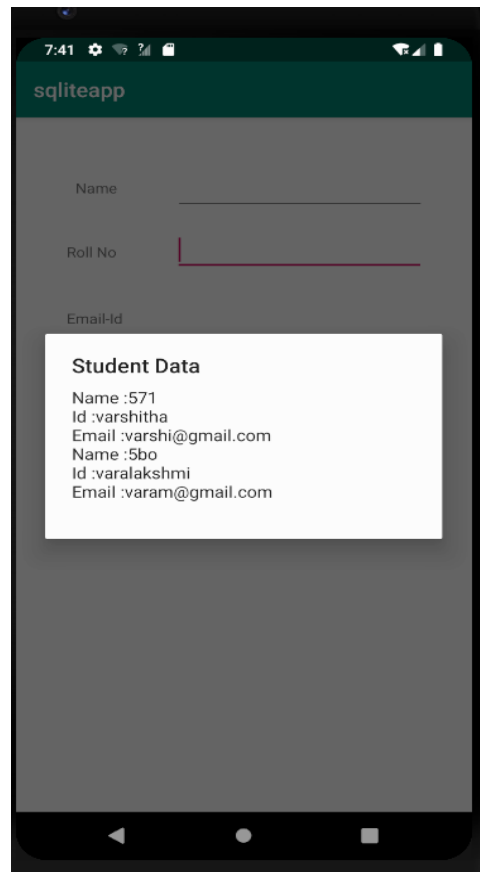 7:41
sqliteapp
Name
Roll No
Email-Id
Student Data
Name :571
Id :varshitha
Email :varshi@gmail.com
Name :5bo
Id :varalakshmi
Email :varam@gmail.com